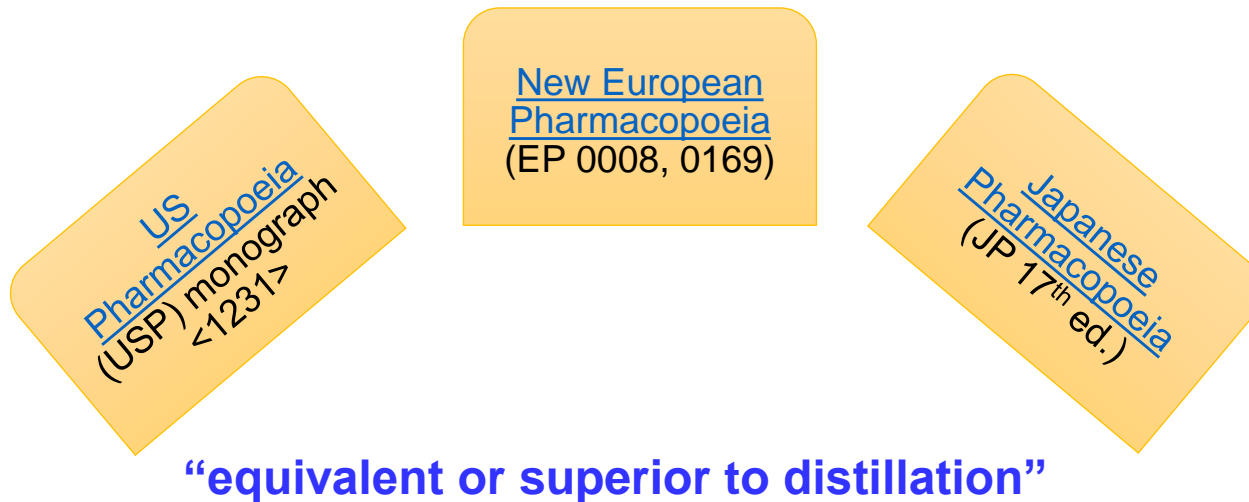 US
Pharmacopoeia
(USP) monograph
<1231>
New European
Pharmacopoeia
(EP 0008, 0169)
Japanese
Pharmacopoeia
(JP 17th ed.)
“equivalent or superior to distillation”